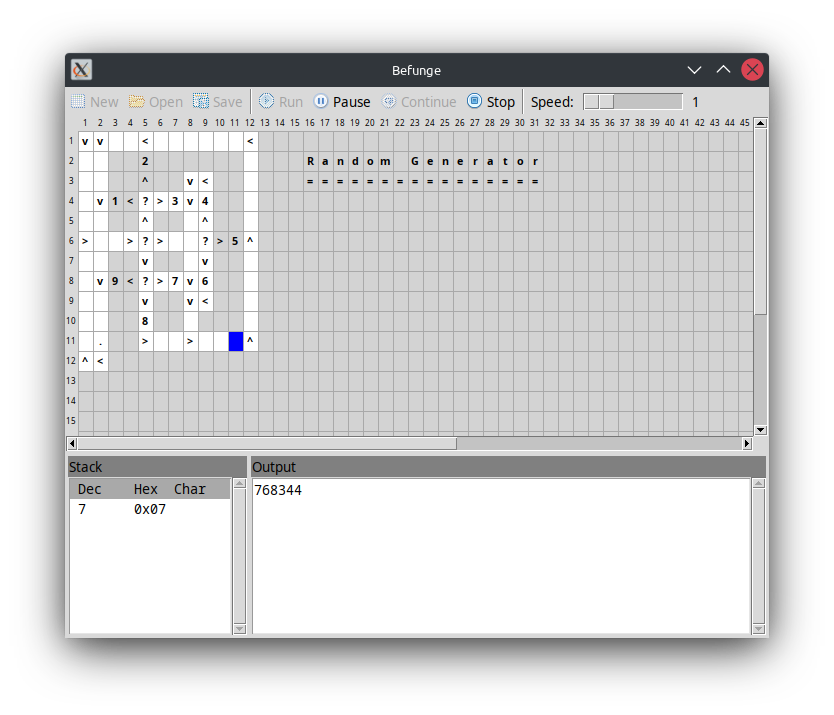 Befunge
New Open Save Run Pause Continue Stop Speed: 1
1 2 3 4 5 6 7 8 9 10 11 12 13 14 15 16 17 18 19 20 21 22 23 24 25 26 27 28 29 30 31 32 33 34 35 36 37 38 39 40 41 42 43 44 45
1 v v < <
2 2 R a n d o m G e n e r a t o r
3 ^ v < = = = = = = = = = = = = = = = =
4 v 1 < ? > 3 v 4
5 ^ ^
6 > > ? > ? > 5 ^
7 v v
8 v 9 < ? > 7 v 6
9 v v <
10 8
11 . > > ^
12 ^ <
13
14
15
Stack Output
Dec Hex Char
7 0x07
768344